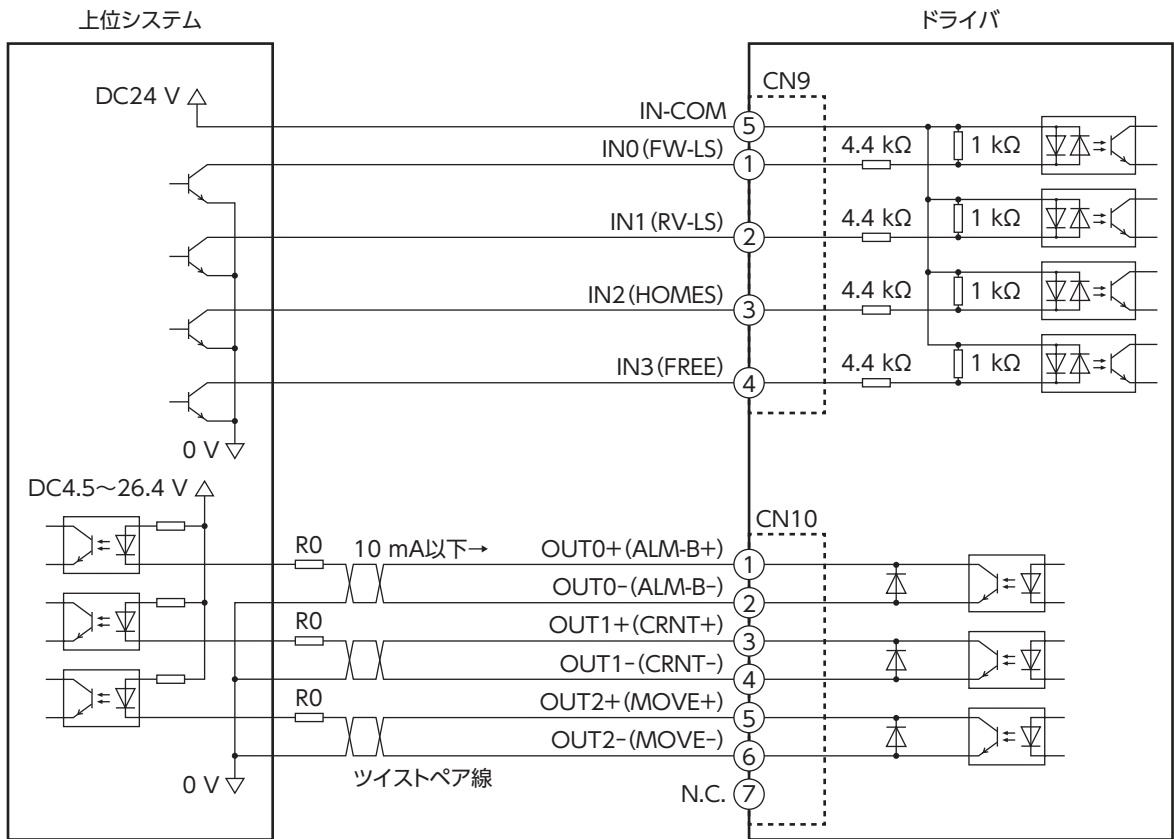 上位システム
ドライバ
DC24 V
CN9
IN-COM
5
IN0(FW-LS)
1
4.4 kΩ
1 kΩ
IN1(RV-LS)
2
4.4 kΩ
1 kΩ
IN2(HOMES)
3
4.4 kΩ
1 kΩ
IN3(FREE)
4
4.4 kΩ
1 kΩ
0 V
DC4.5～26.4 V
CN10
R0
10 mA以下→
OUT0+(ALM-B+)
1
OUT0-(ALM-B-)
2
R0
OUT1+(CRNT+)
3
OUT1-(CRNT-)
4
R0
OUT2+(MOVE+)
5
OUT2-(MOVE-)
6
0 V
ツイストペア線
N.C.
7